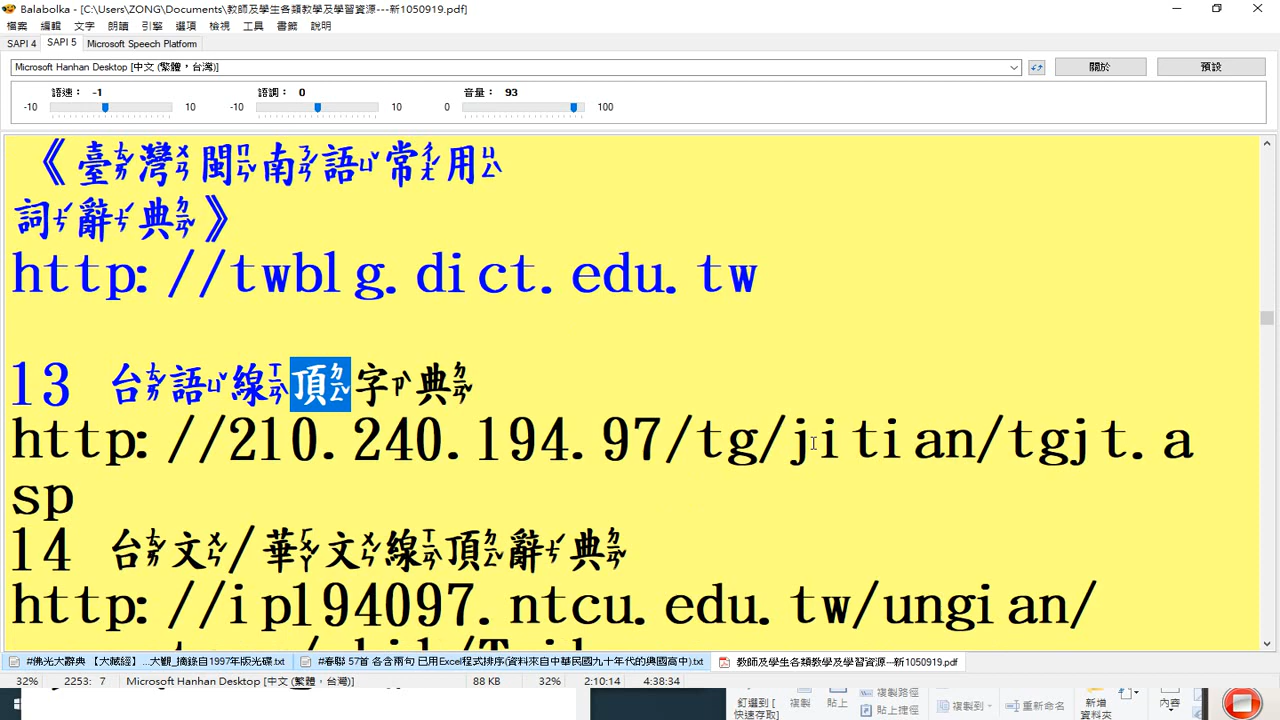 Balabolka - [C:\Users\ZONG\Documents\教師及學生各類教學及學習資源---新1050919.pdf]
檔案 編輯 文字 朗讀 引擎 選項 檢視 工具 書籤 說明
SAPI 4 SAPI 5 Microsoft Speech Platform
Microsoft Hanhan Desktop [中文 (繁體，台灣)] 關於 預設
語速： -1 語調： 0 音量： 93
-10 10 -10 10 0 100
《臺灣閩南語常用
詞辭典》
http://twblg.dict.edu.tw
13 台語線頂字典
http://210.240.194.97/tg/jitian/tgjt.a
sp
14 台文/華文線頂辭典
http://ip194097.ntcu.edu.tw/ungian/
#佛光大辭典 【大藏經】...大觀_摘錄自1997年版光碟.txt #春聯 57首 各含兩句 已用Excel程式排序(資料來自中華民國九十年代的興國高中).txt 教師及學生各類教學及學習資源---新1050919.pdf
32% 2253: 7 Microsoft Hanhan Desktop [中文 (繁體，台灣)] 88 KB 32% 2:10:14 4:38:34
釘選到 [ 複製 貼上 複製路徑 貼上捷徑 複製到 重新命名 新增 內容
快速存取] 資料夾